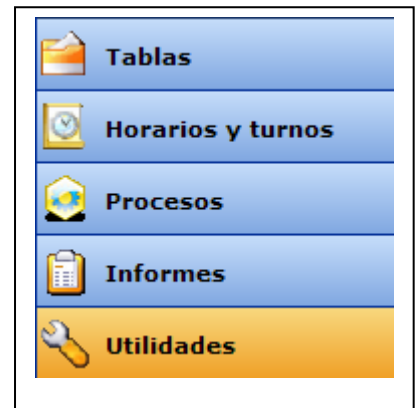 Tablas
Horarios y turnos
Procesos
Informes
Utilidades